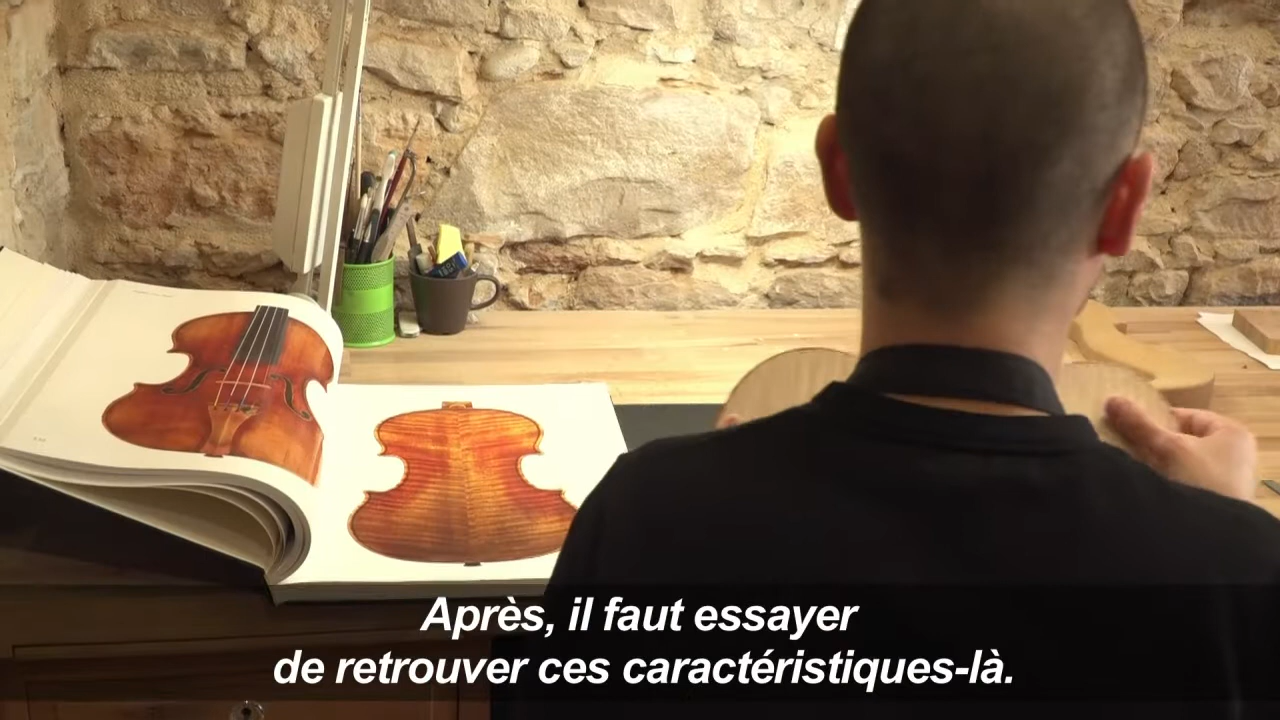 Après, il faut essayer
de retrouver ces caractéristiques-là.